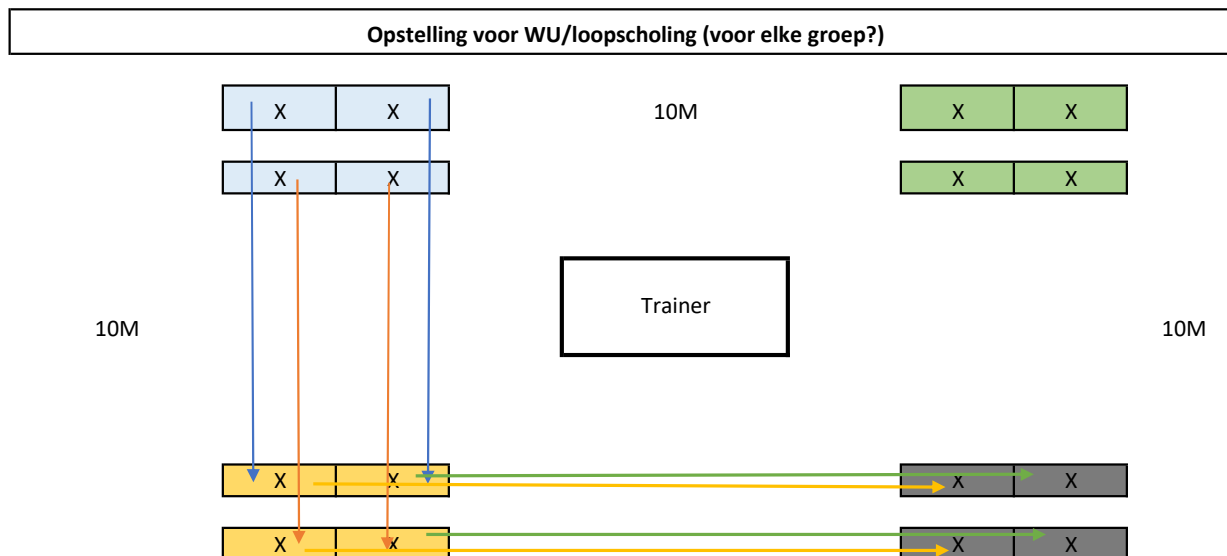 Opstelling voor WU/loopscholing (voor elke groep?)
X X 10M X X
X X X X
Trainer
10M 10M
X X X X
X X X X